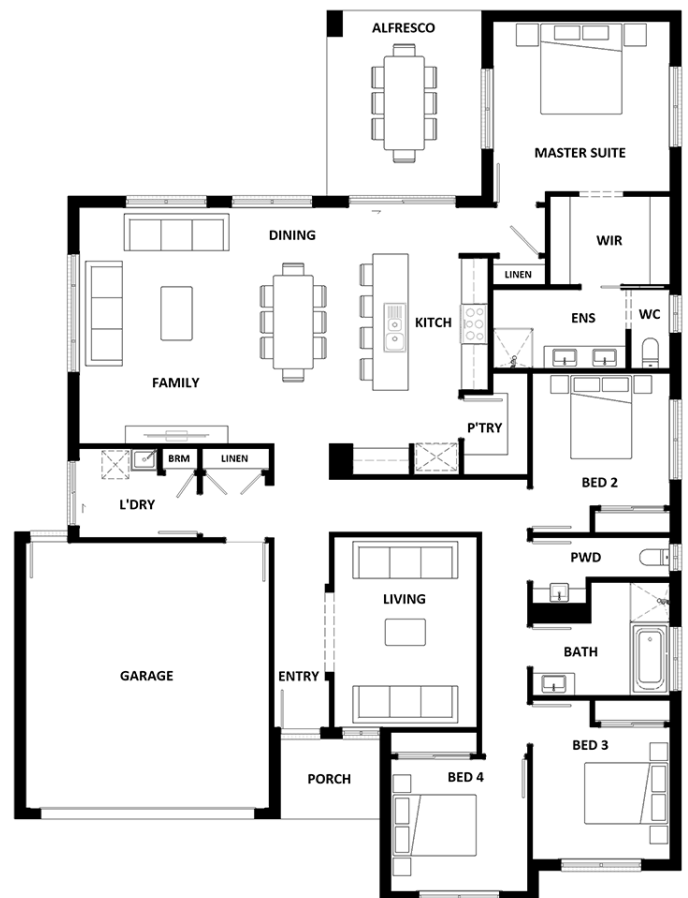 ALFRESCO
MASTER SUITE
DINING
WIR
LINEN
KITCH
ENS
WC
FAMILY
P'TRY
BRM
LINEN
BED 2
L'DRY
PWD
LIVING
BATH
GARAGE
ENTRY
BED 3
PORCH
BED 4